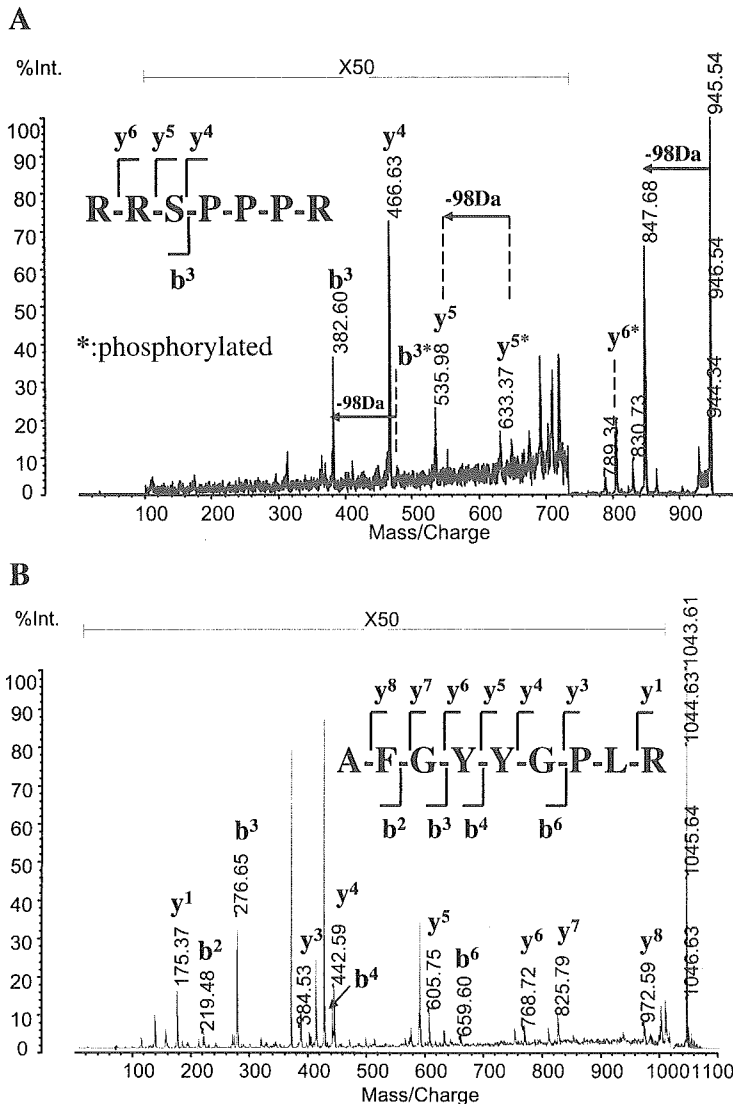 A
%Int.
X50
945.54
y6 y5 y4
y4
466.63
-98Da
847.68
-98Da
R-R-S-P-P-P-R
b3
b3
382.60
*:phosphorylated
b3*
y5
535.98
y5*
633.37
y6*
-98Da
946.54
944.34
789.34
830.73
100
90
80
70
60
50
40
30
20
10
0
100 200 300 400 500 600 700 800 900
Mass/Charge
B
%Int.
X50
1043.61
1044.63
y8 y7 y6 y5 y4 y3 y1
A-F-G-Y-Y-G-P-L-R
b2 b3 b4 b6
1045.64
1046.63
y1
175.37
b2
219.48
b3
276.65
y3
384.53
y4
442.59
b4
y5
605.75
b6
659.60
y6
768.72
y7
825.79
y8
972.59
100
90
80
70
60
50
40
30
20
10
0
100 200 300 400 500 600 700 800 900 1000 1100
Mass/Charge